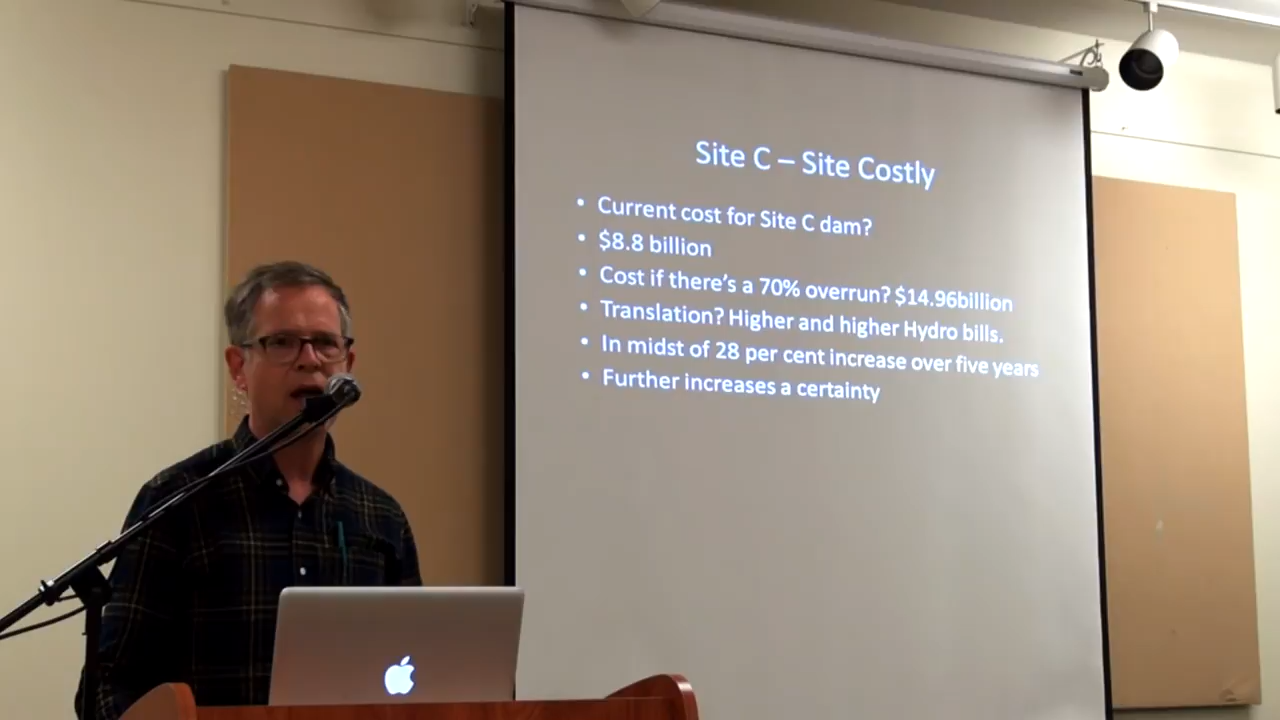 Site C – Site Costly
• Current cost for Site C dam?
• $8.8 billion
• Cost if there's a 70% overrun? $14.96billion
• Translation? Higher and higher Hydro bills.
• In midst of 28 per cent increase over five years
• Further increases a certainty